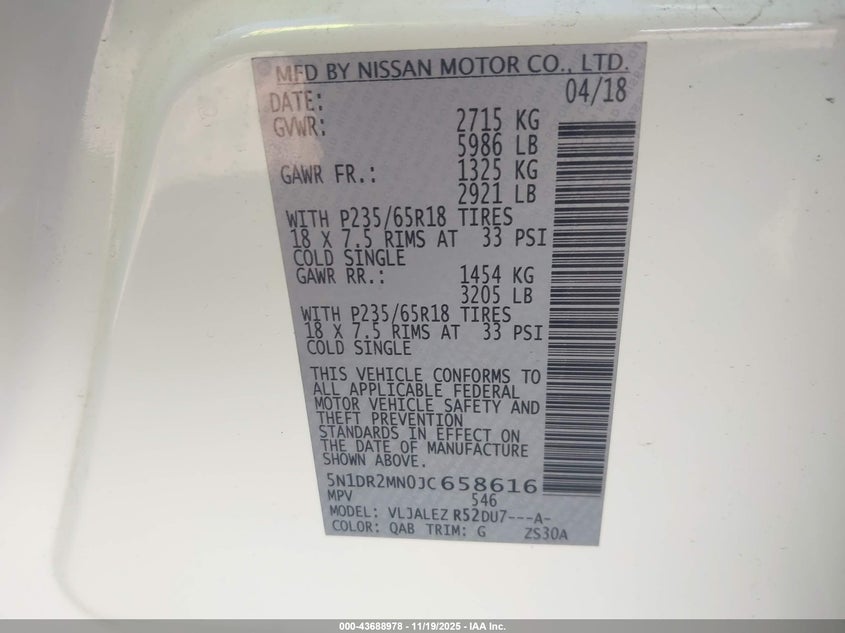 MFD BY NISSAN MOTOR CO., LTD.
DATE: 04/18
GVWR: 2715 KG
5986 LB
GAWR FR.: 1325 KG
2921 LB
WITH P235/65R18 TIRES
18 X 7.5 RIMS AT 33 PSI
COLD SINGLE
GAWR RR.: 1454 KG
3205 LB
WITH P235/65R18 TIRES
18 X 7.5 RIMS AT 33 PSI
COLD SINGLE
THIS VEHICLE CONFORMS TO
ALL APPLICABLE FEDERAL
MOTOR VEHICLE SAFETY AND
THEFT PREVENTION
STANDARDS IN EFFECT ON
THE DATE OF MANUFACTURE
SHOWN ABOVE.
5N1DR2MN0JC658616
MPV 546
MODEL: VLJALEZ R52DU7---A-
COLOR: QAB TRIM: G ZS30A
000-43688978 - 11/19/2025 - IAA Inc.